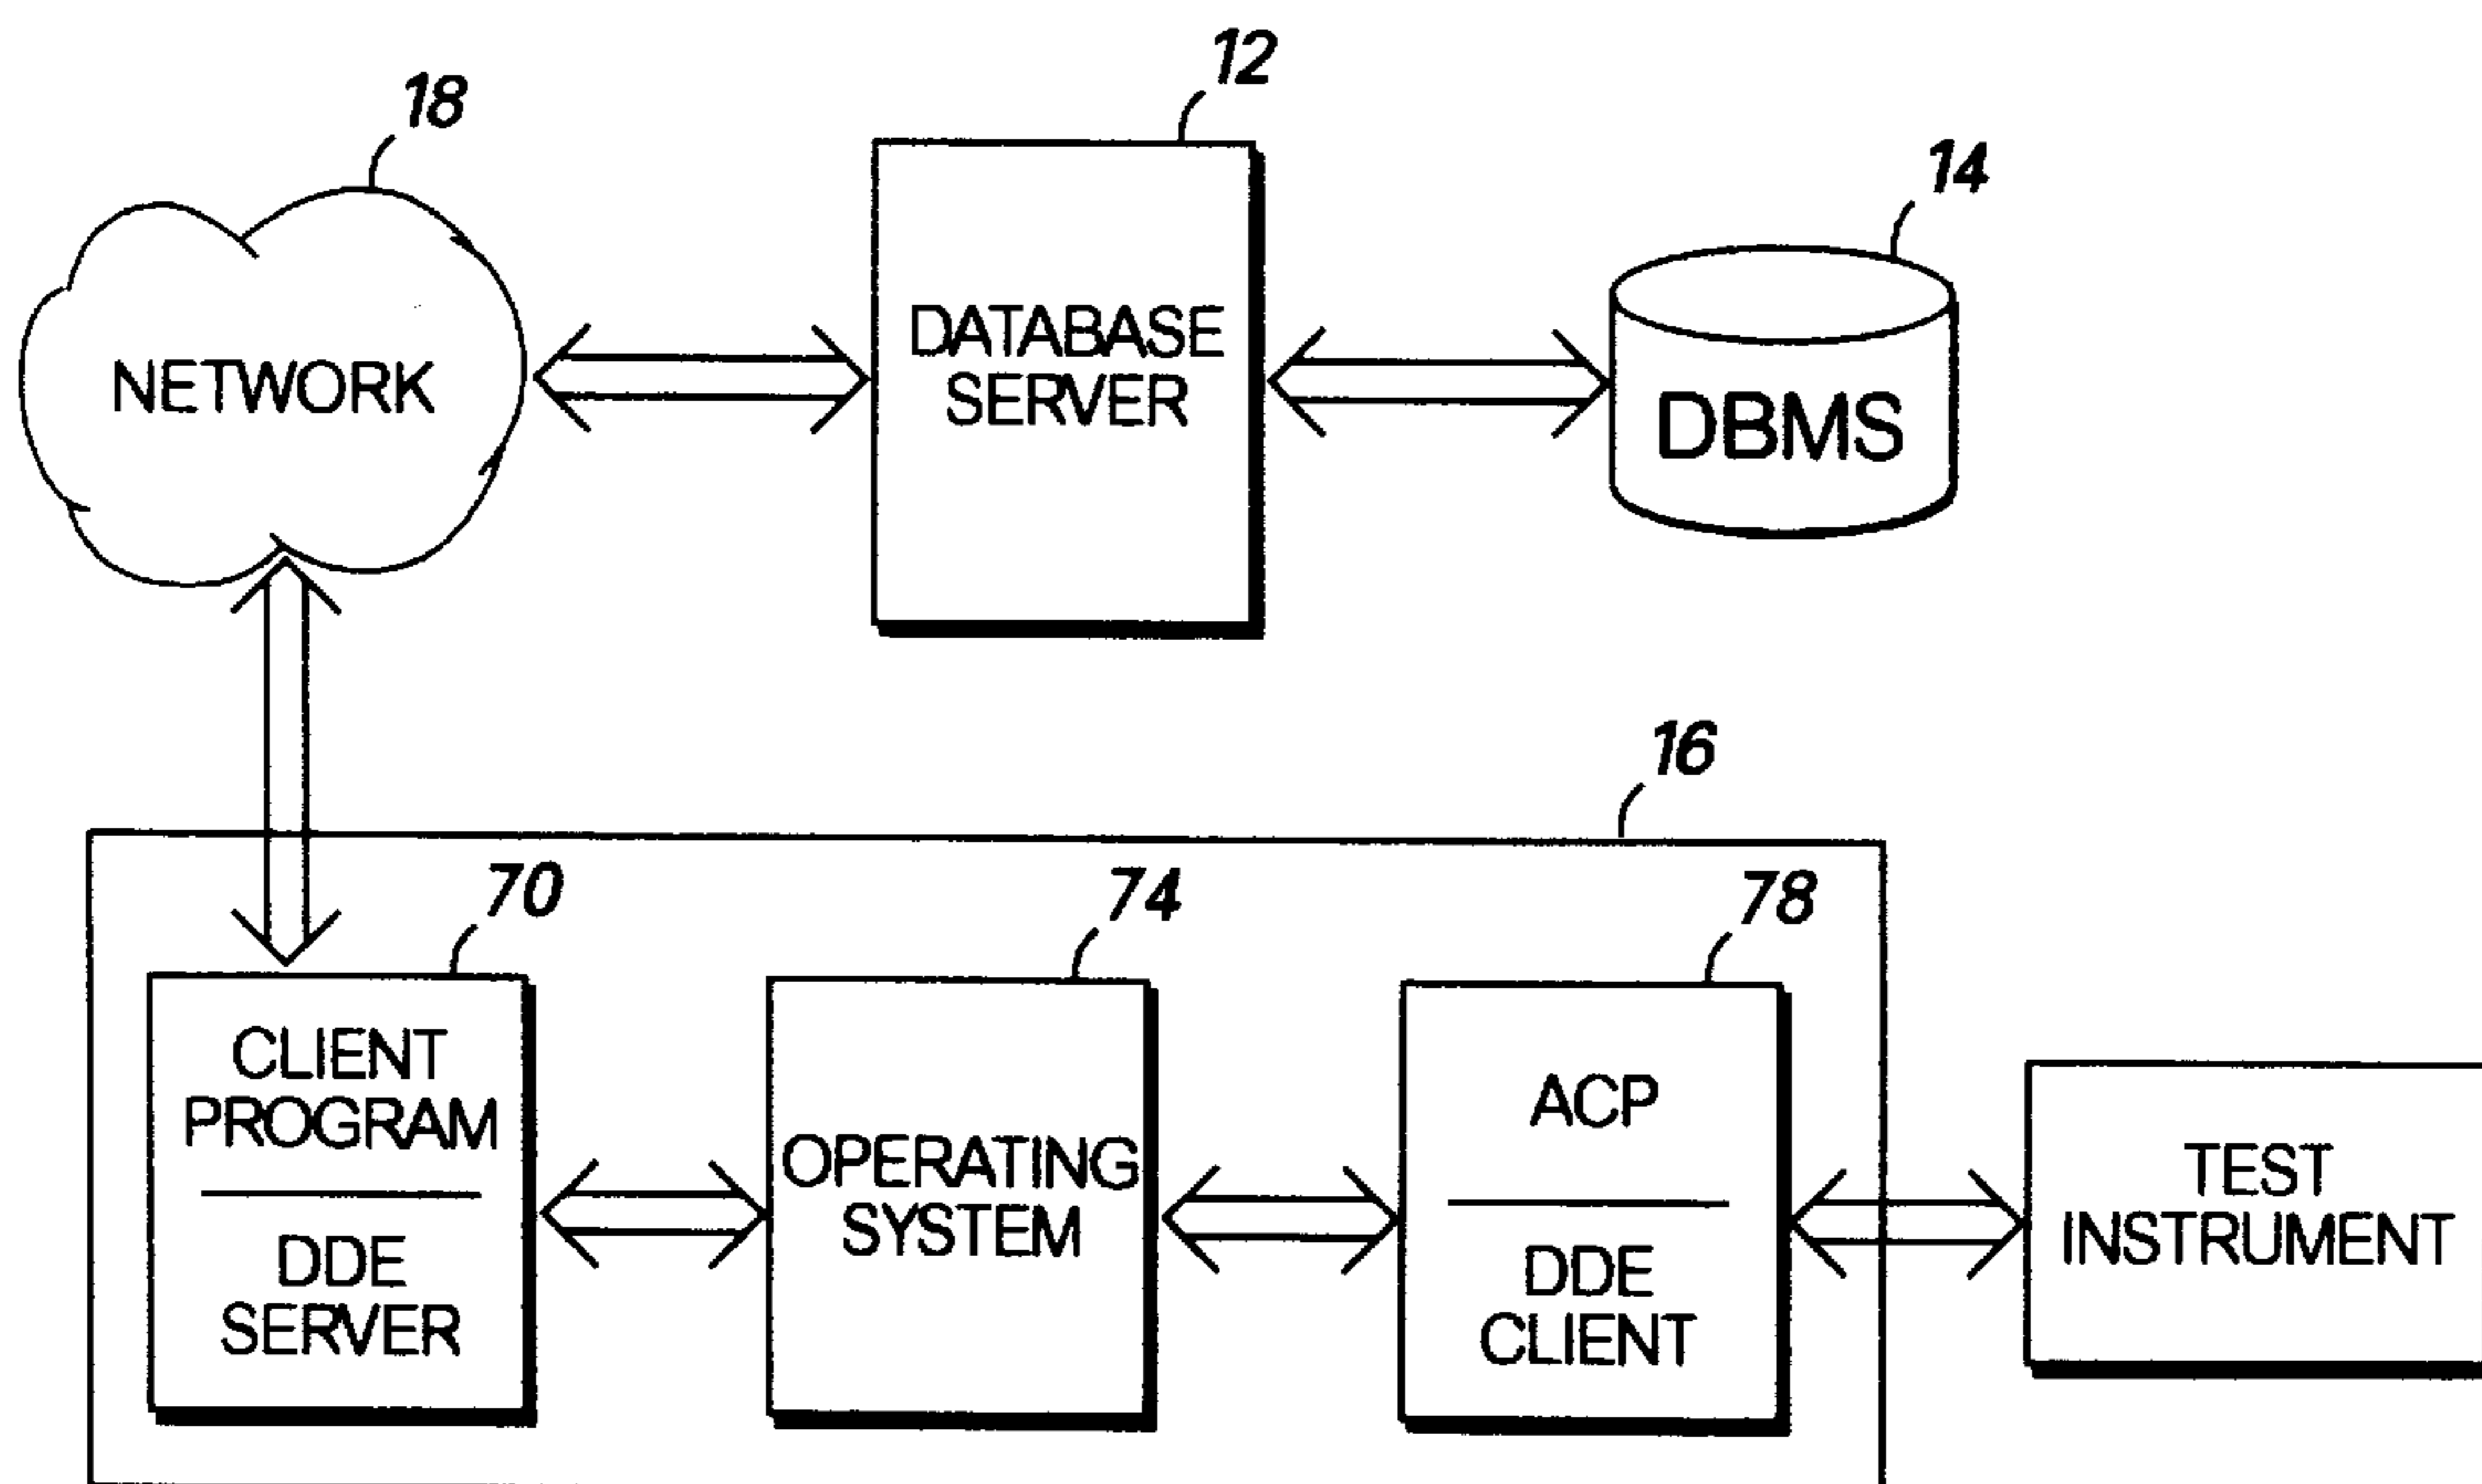 12
18
14
DATABASE
SERVER
NETWORK
DBMS
16
70
74
78
CLIENT
PROGRAM
DDE
SERVER
OPERATING
SYSTEM
ACP
DDE
CLIENT
TEST
INSTRUMENT